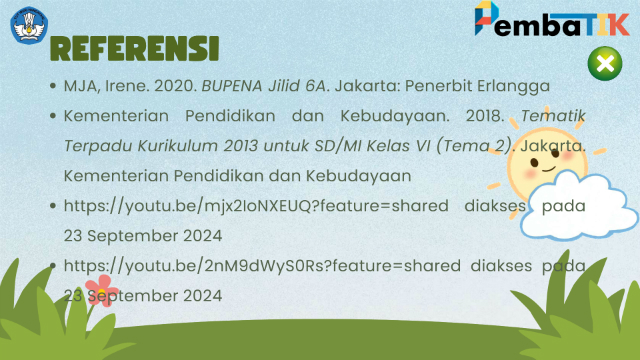 PembaTIK
REFERENSI
• MJA, Irene. 2020. BUPENA Jilid 6A. Jakarta: Penerbit Erlangga
• Kementerian Pendidikan dan Kebudayaan. 2018. Tematik
Terpadu Kurikulum 2013 untuk SD/MI Kelas VI (Tema 2). Jakarta.
Kementerian Pendidikan dan Kebudayaan
• https://youtu.be/mjx2IoNXEUQ?feature=shared diakses pada
23 September 2024
• https://youtu.be/2nM9dWyS0Rs?feature=shared diakses pada
23 September 2024